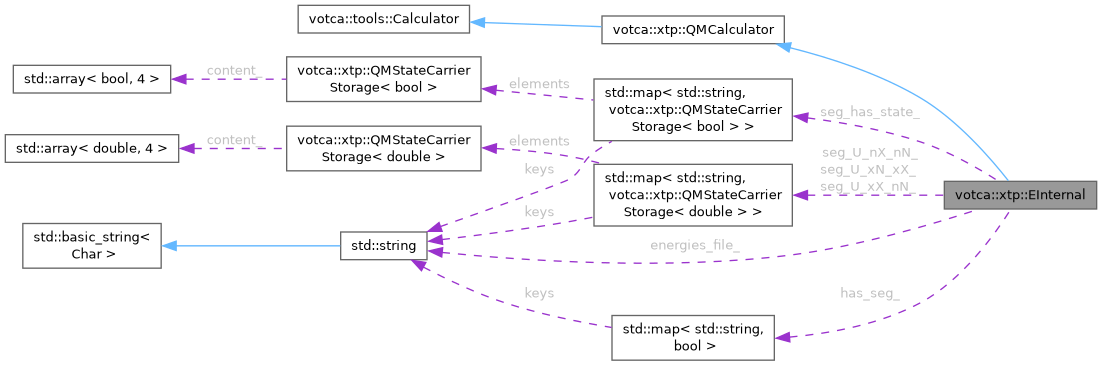 votca::tools::Calculator
votca::xtp::QMCalculator
std::array< bool, 4 >
content_
votca::xtp::QMStateCarrier
Storage< bool >
elements
std::map< std::string,
votca::xtp::QMStateCarrier
Storage< bool > >
seg_has_state_
std::array< double, 4 >
content_
votca::xtp::QMStateCarrier
Storage< double >
elements
keys
std::map< std::string,
votca::xtp::QMStateCarrier
Storage< double > >
seg_U_nX_nN_
seg_U_xN_xX_
seg_U_xX_nN_
votca::xtp::EInternal
keys
std::basic_string<
Char >
std::string
energies_file_
keys
has_seg_
std::map< std::string,
bool >